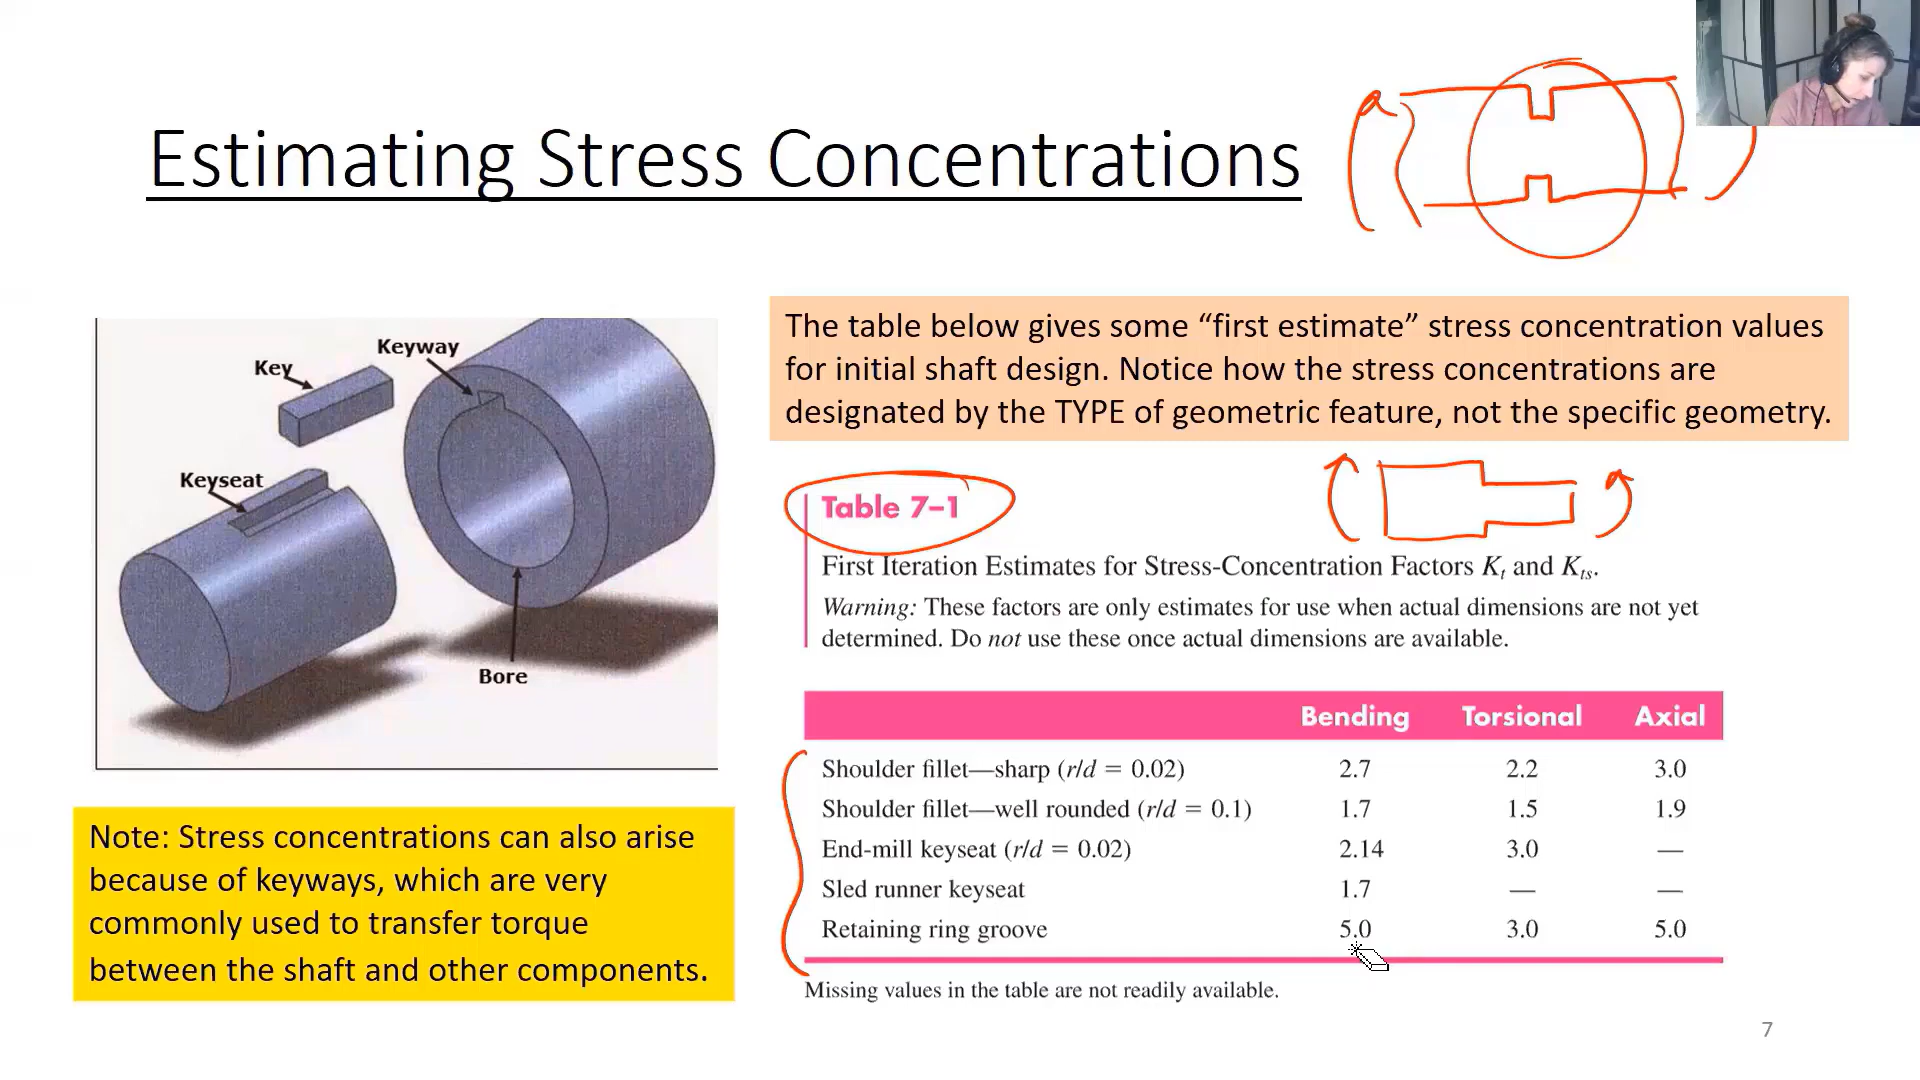 Estimating Stress Concentrations
Keyway
Key
Keyseat
Bore
The table below gives some “first estimate” stress concentration values
for initial shaft design. Notice how the stress concentrations are
designated by the TYPE of geometric feature, not the specific geometry.
Table 7–1
First Iteration Estimates for Stress-Concentration Factors Kt and Kts.
Warning: These factors are only estimates for use when actual dimensions are not yet
determined. Do not use these once actual dimensions are available.
Bending Torsional Axial
Shoulder fillet—sharp (r/d = 0.02) 2.7 2.2 3.0
Shoulder fillet—well rounded (r/d = 0.1) 1.7 1.5 1.9
End-mill keyseat (r/d = 0.02) 2.14 3.0 —
Sled runner keyseat 1.7 — —
Retaining ring groove 5.0 3.0 5.0
Missing values in the table are not readily available.
Note: Stress concentrations can also arise
because of keyways, which are very
commonly used to transfer torque
between the shaft and other components.
7